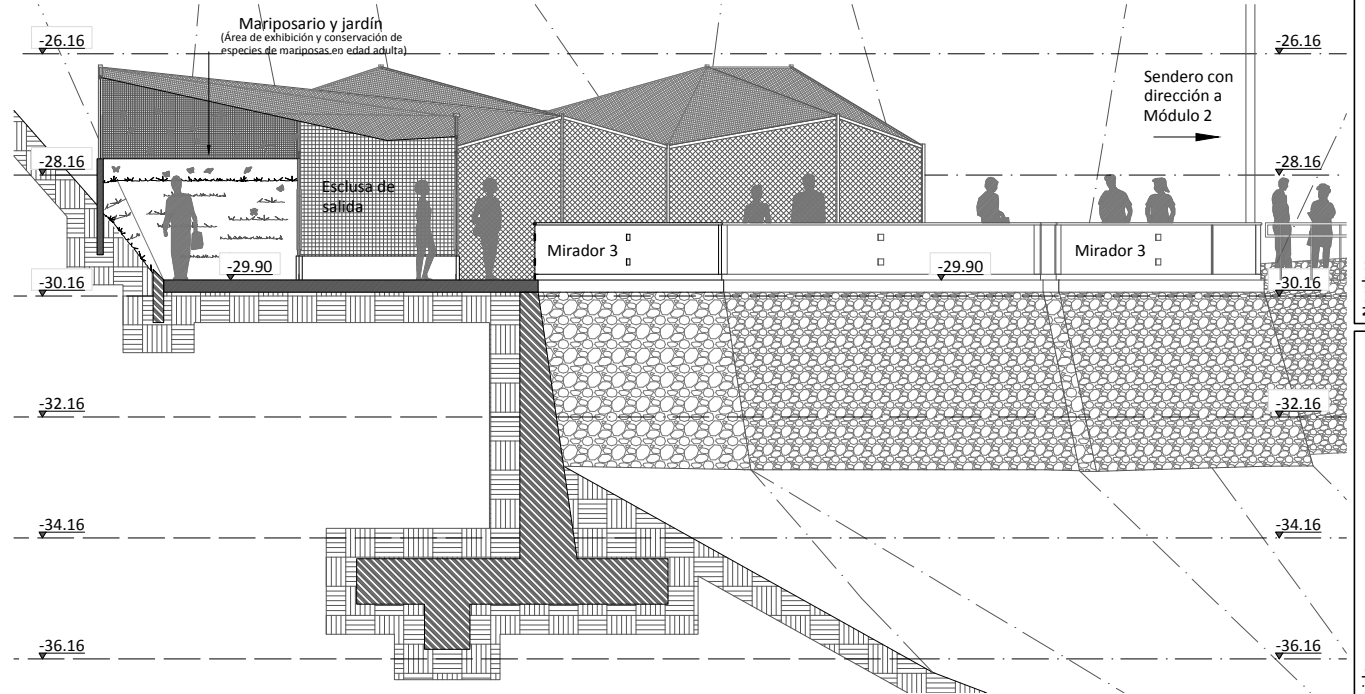 Mariposario y jardín
(Área de exhibición y conservación de
especies de mariposas en edad adulta)
-26.16
-26.16
Sendero con
dirección a
Módulo 2
-28.16
-28.16
Esclusa de
salida
Mirador 3
Mirador 3
-29.90
-29.90
-30.16
-30.16
-32.16
-32.16
-34.16
-34.16
-36.16
-36.16